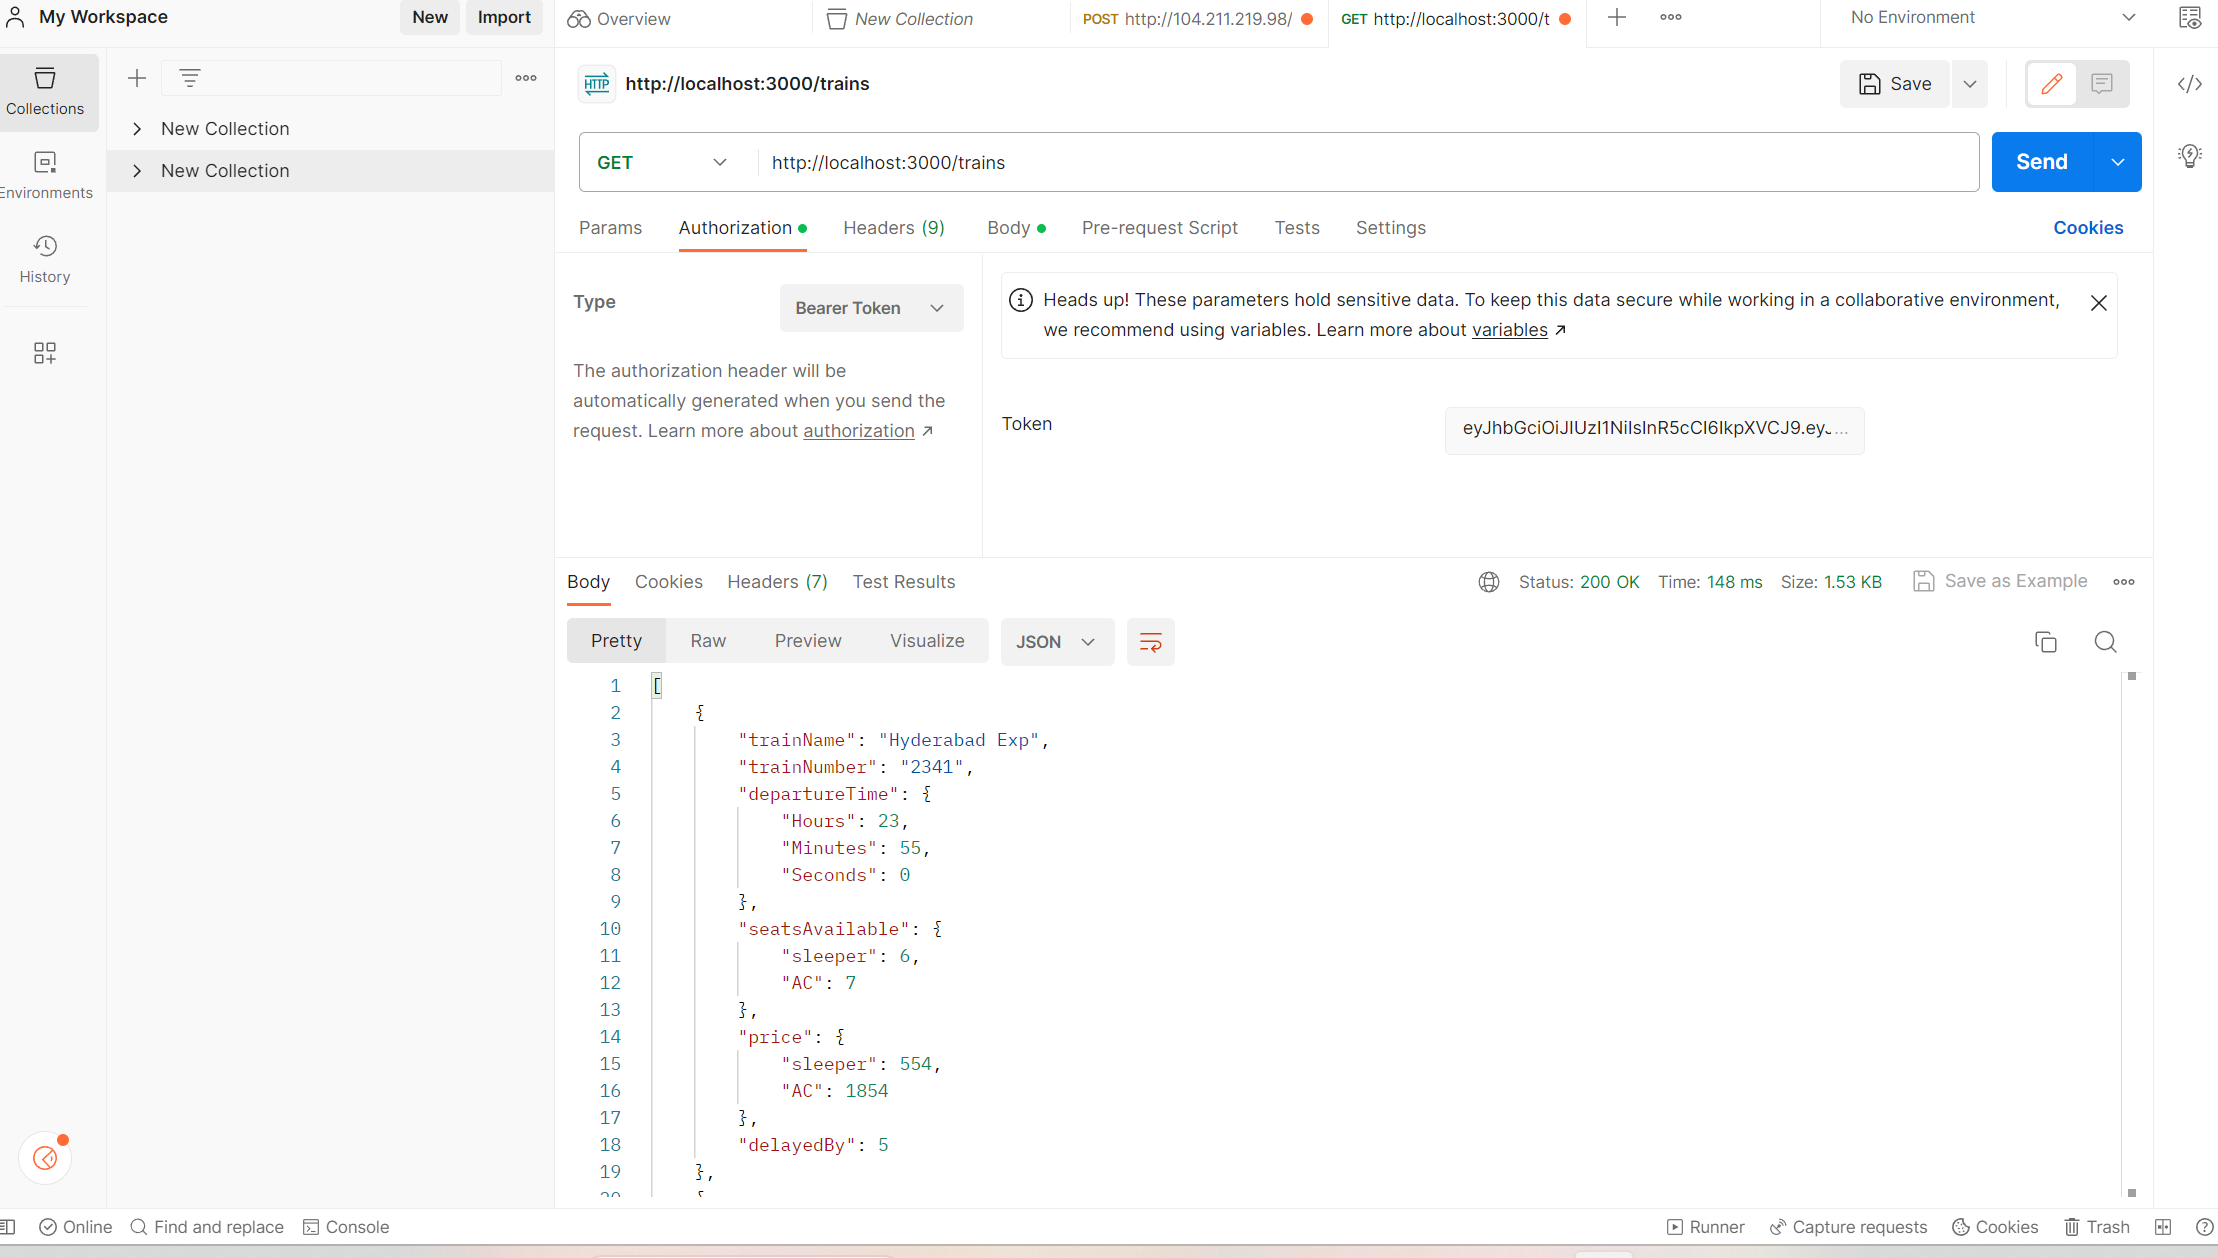 My Workspace
New
Import
Overview
New Collection
POST http://104.211.219.98/
GET http://localhost:3000/t
No Environment
Collections
New Collection
New Collection
Environments
History
HTTP
http://localhost:3000/trains
Save
GET
http://localhost:3000/trains
Send
Params
Authorization
Headers (9)
Body
Pre-request Script
Tests
Settings
Cookies
Type
Bearer Token
The authorization header will be
automatically generated when you send the
request. Learn more about authorization
Heads up! These parameters hold sensitive data. To keep this data secure while working in a collaborative environment,
we recommend using variables. Learn more about variables
Token
eyJhbGciOiJIUzI1NiIsInR5cCI6IkpXVCJ9.eyJ...
Body
Cookies
Headers (7)
Test Results
Status: 200 OK
Time: 148 ms
Size: 1.53 KB
Save as Example
Pretty
Raw
Preview
Visualize
JSON
1 [
2 {
3 "trainName": "Hyderabad Exp",
4 "trainNumber": "2341",
5 "departureTime": {
6 "Hours": 23,
7 "Minutes": 55,
8 "Seconds": 0
9 },
10 "seatsAvailable": {
11 "sleeper": 6,
12 "AC": 7
13 },
14 "price": {
15 "sleeper": 554,
16 "AC": 1854
17 },
18 "delayedBy": 5
19 },
20 {
Online
Find and replace
Console
Runner
Capture requests
Cookies
Trash